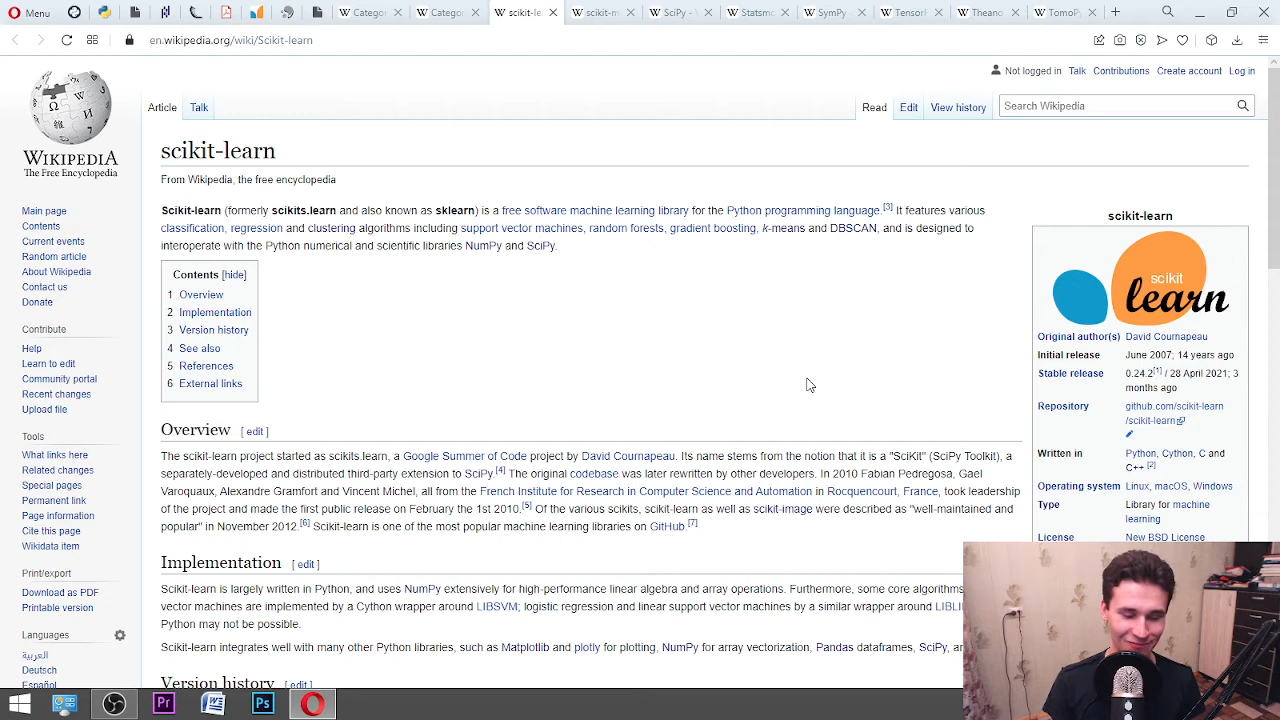 Menu
Categor
Categor
scikit-le
scikit-m
SciPy - V
Statsmo
SymPy
Tensorf
Theano
TomoPy
en.wikipedia.org/wiki/Scikit-learn
Not logged in Talk Contributions Create account Log in
Article Talk Read Edit View history Search Wikipedia
WIKIPEDIA
The Free Encyclopedia
Main page
Contents
Current events
Random article
About Wikipedia
Contact us
Donate
Contribute
Help
Learn to edit
Community portal
Recent changes
Upload file
Tools
What links here
Related changes
Special pages
Permanent link
Page information
Cite this page
Wikidata item
Print/export
Download as PDF
Printable version
Languages
العربية
Deutsch
Español
scikit-learn
From Wikipedia, the free encyclopedia
Scikit-learn (formerly scikits.learn and also known as sklearn) is a free software machine learning library for the Python programming language.[3] It features various
classification, regression and clustering algorithms including support vector machines, random forests, gradient boosting, k-means and DBSCAN, and is designed to
interoperate with the Python numerical and scientific libraries NumPy and SciPy.
Contents [hide]
1 Overview
2 Implementation
3 Version history
4 See also
5 References
6 External links
Overview [ edit ]
The scikit-learn project started as scikits.learn, a Google Summer of Code project by David Cournapeau. Its name stems from the notion that it is a "SciKit" (SciPy Toolkit), a
separately-developed and distributed third-party extension to SciPy.[4] The original codebase was later rewritten by other developers. In 2010 Fabian Pedregosa, Gael
Varoquaux, Alexandre Gramfort and Vincent Michel, all from the French Institute for Research in Computer Science and Automation in Rocquencourt, France, took leadership
of the project and made the first public release on February the 1st 2010.[5] Of the various scikits, scikit-learn as well as scikit-image were described as "well-maintained and
popular" in November 2012.[6] Scikit-learn is one of the most popular machine learning libraries on GitHub.[7]
Implementation [ edit ]
Scikit-learn is largely written in Python, and uses NumPy extensively for high-performance linear algebra and array operations. Furthermore, some core algorithms
vector machines are implemented by a Cython wrapper around LIBSVM; logistic regression and linear support vector machines by a similar wrapper around LIBLI
Python may not be possible.
Scikit-learn integrates well with many other Python libraries, such as Matplotlib and plotly for plotting, NumPy for array vectorization, Pandas dataframes, SciPy, an
Version history [ edit ]
scikit-learn
scikit
learn
Original author(s) David Cournapeau
Initial release June 2007; 14 years ago
Stable release 0.24.2[1] / 28 April 2021; 3
months ago
Repository github.com/scikit-learn
/scikit-learn
Written in Python, Cython, C and
C++ [2]
Operating system Linux, macOS, Windows
Type Library for machine
learning
License New BSD License
Pr
Ps